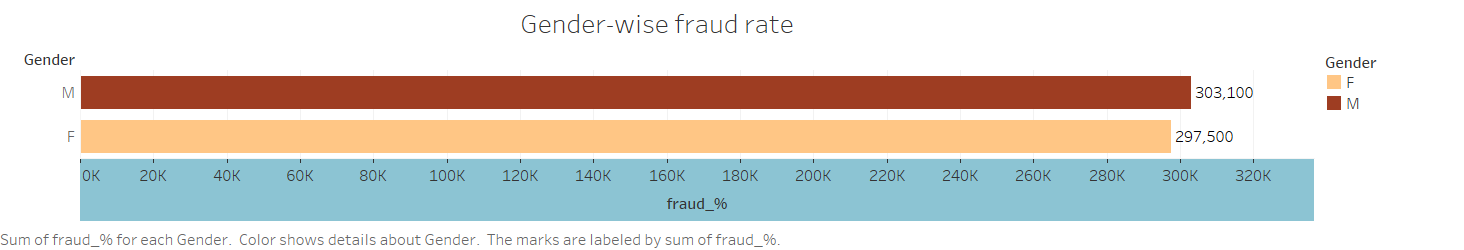 Gender-wise fraud rate
Gender
M
303,100
F
297,500
0K 20K 40K 60K 80K 100K 120K 140K 160K 180K 200K 220K 240K 260K 280K 300K 320K
fraud_%
Gender
F
M
Sum of fraud_% for each Gender. Color shows details about Gender. The marks are labeled by sum of fraud_%.